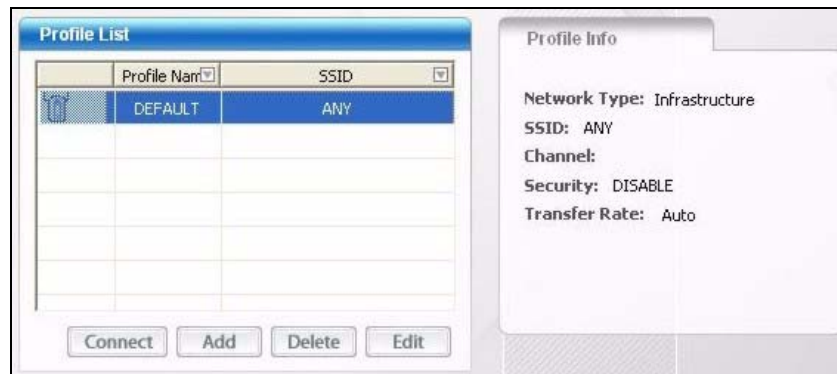 Profile List
Profile Nam SSID
DEFAULT ANY
Connect Add Delete Edit
Profile Info
Network Type: Infrastructure
SSID: ANY
Channel:
Security: DISABLE
Transfer Rate: Auto